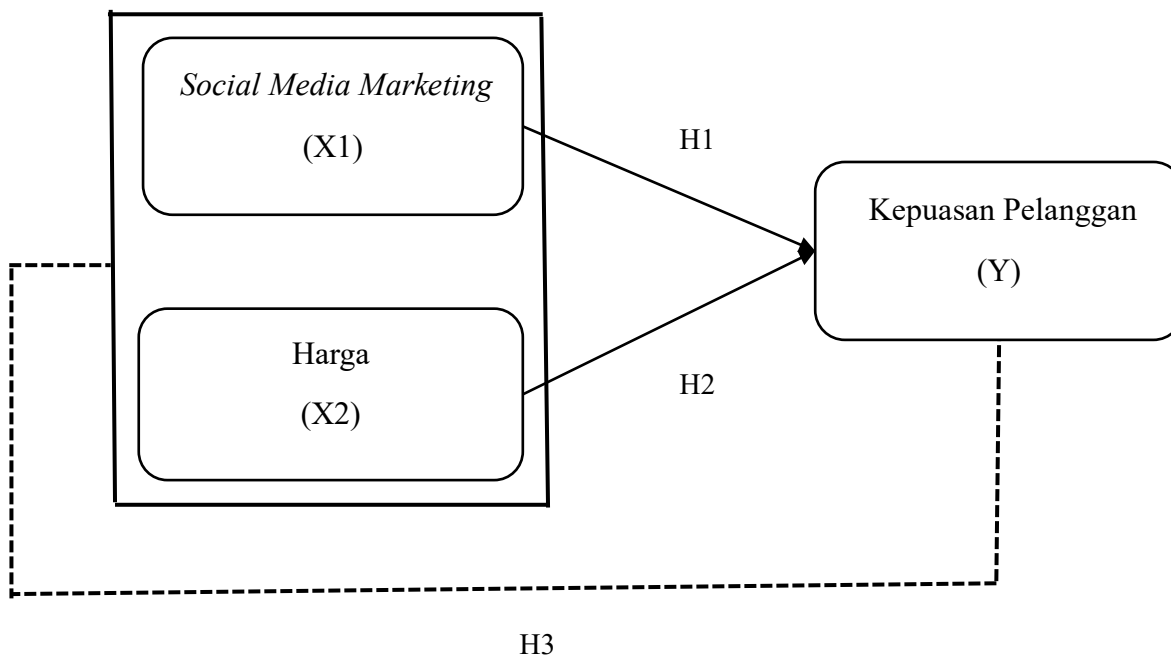 Social Media Marketing
(X1)
H1
Kepuasan Pelanggan
(Y)
Harga
(X2)
H2
H3